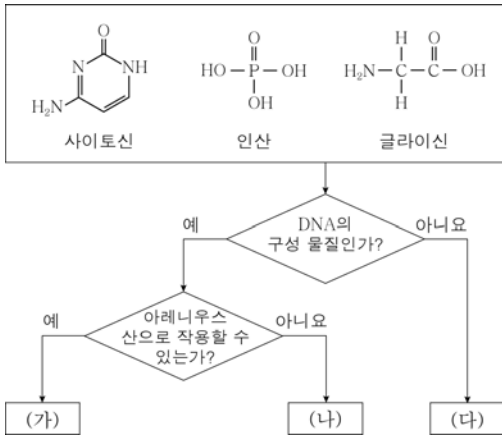 O
N NH
H₂N
사이토신
O
HO─P─OH
OH
인산
H O
H₂N─C─C─OH
H
글라이신
DNA의
구성 물질인가?
예
아니요
아레니우스
산으로 작용할 수
있는가?
예
아니요
(가)
(나)
(다)